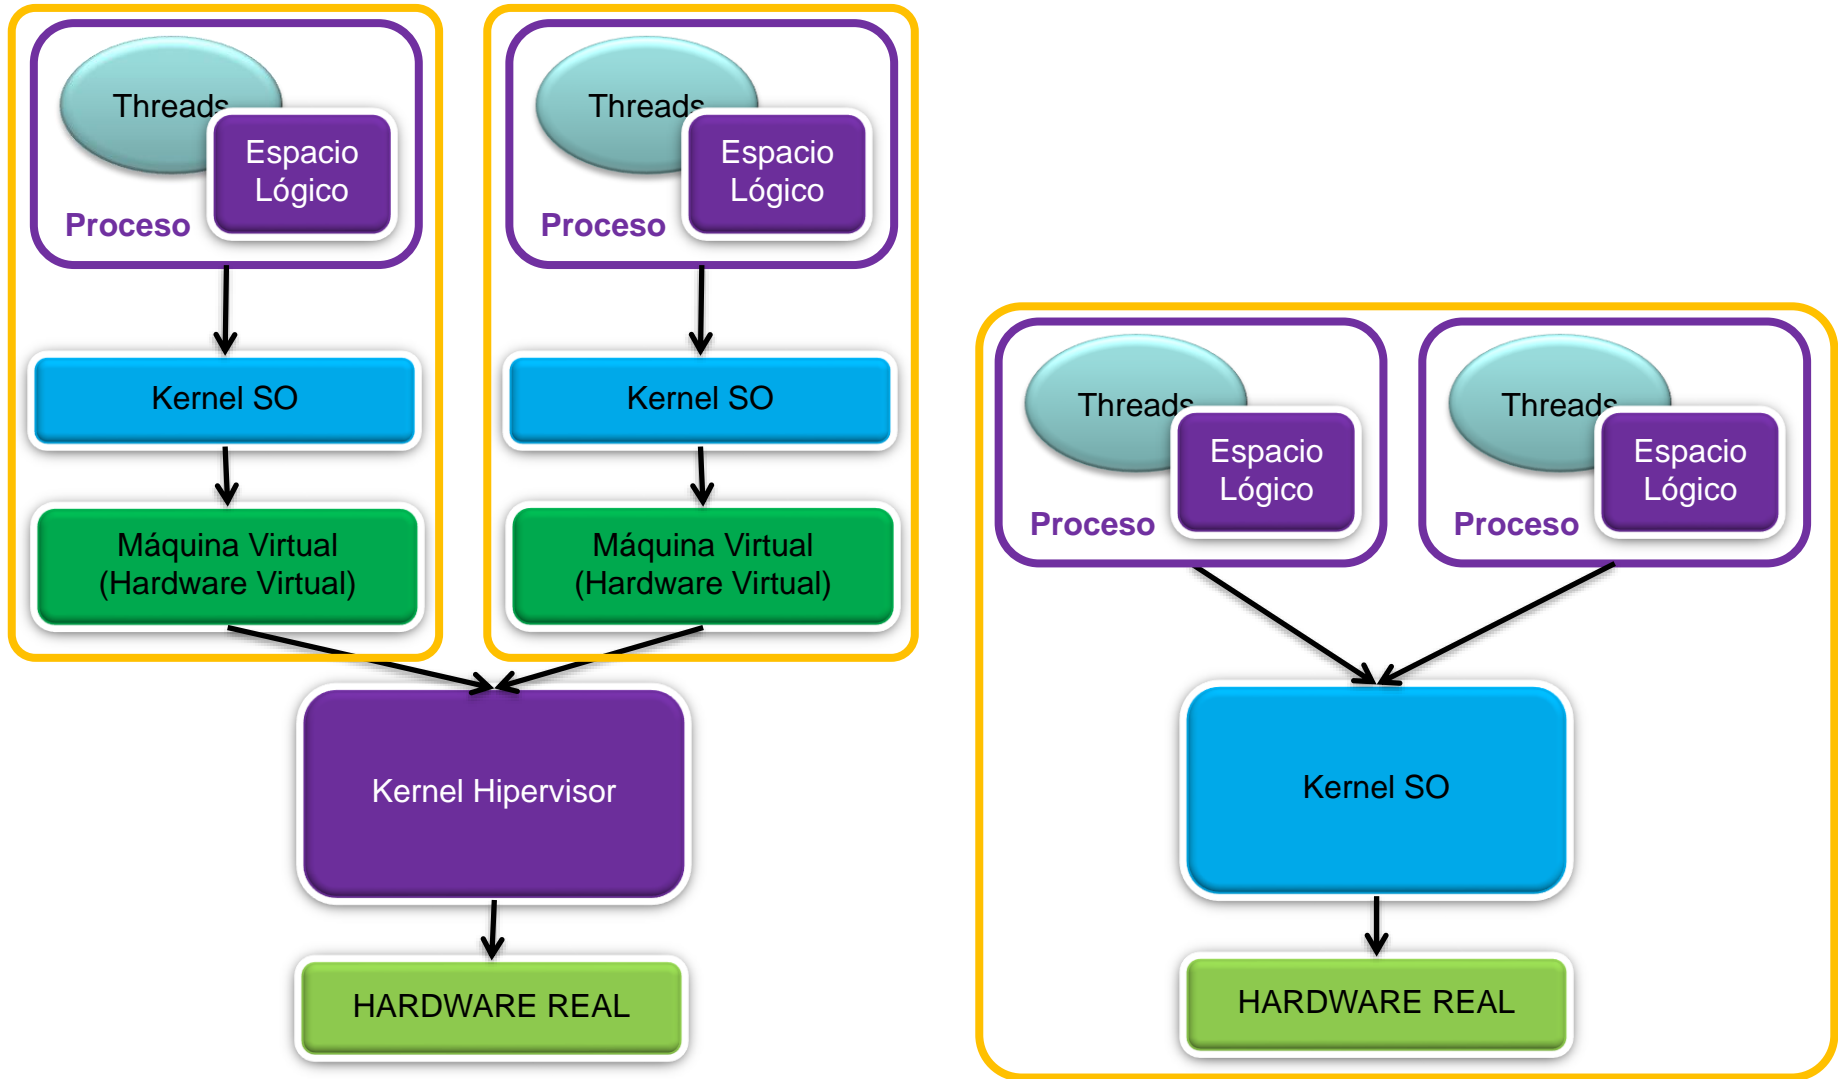 Threads
Espacio
Lógico
Proceso
Kernel SO
Máquina Virtual
(Hardware Virtual)
Threads
Espacio
Lógico
Proceso
Kernel SO
Máquina Virtual
(Hardware Virtual)
Kernel Hipervisor
HARDWARE REAL
Threads
Espacio
Lógico
Proceso
Threads
Espacio
Lógico
Proceso
Kernel SO
HARDWARE REAL